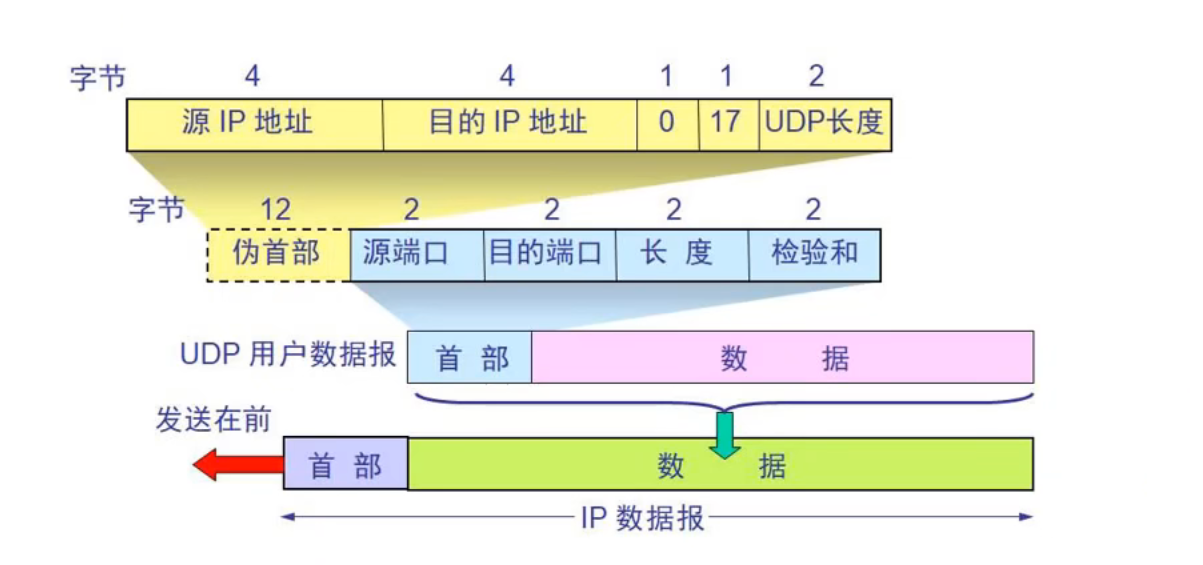 字节 4 4 1 1 2
源 IP 地址 目的 IP 地址 0 17 UDP长度
字节 12 2 2 2 2
伪首部 源端口 目的端口 长 度 检验和
UDP 用户数据报 首 部 数 据
发送在前
首 部 数 据
IP 数据报